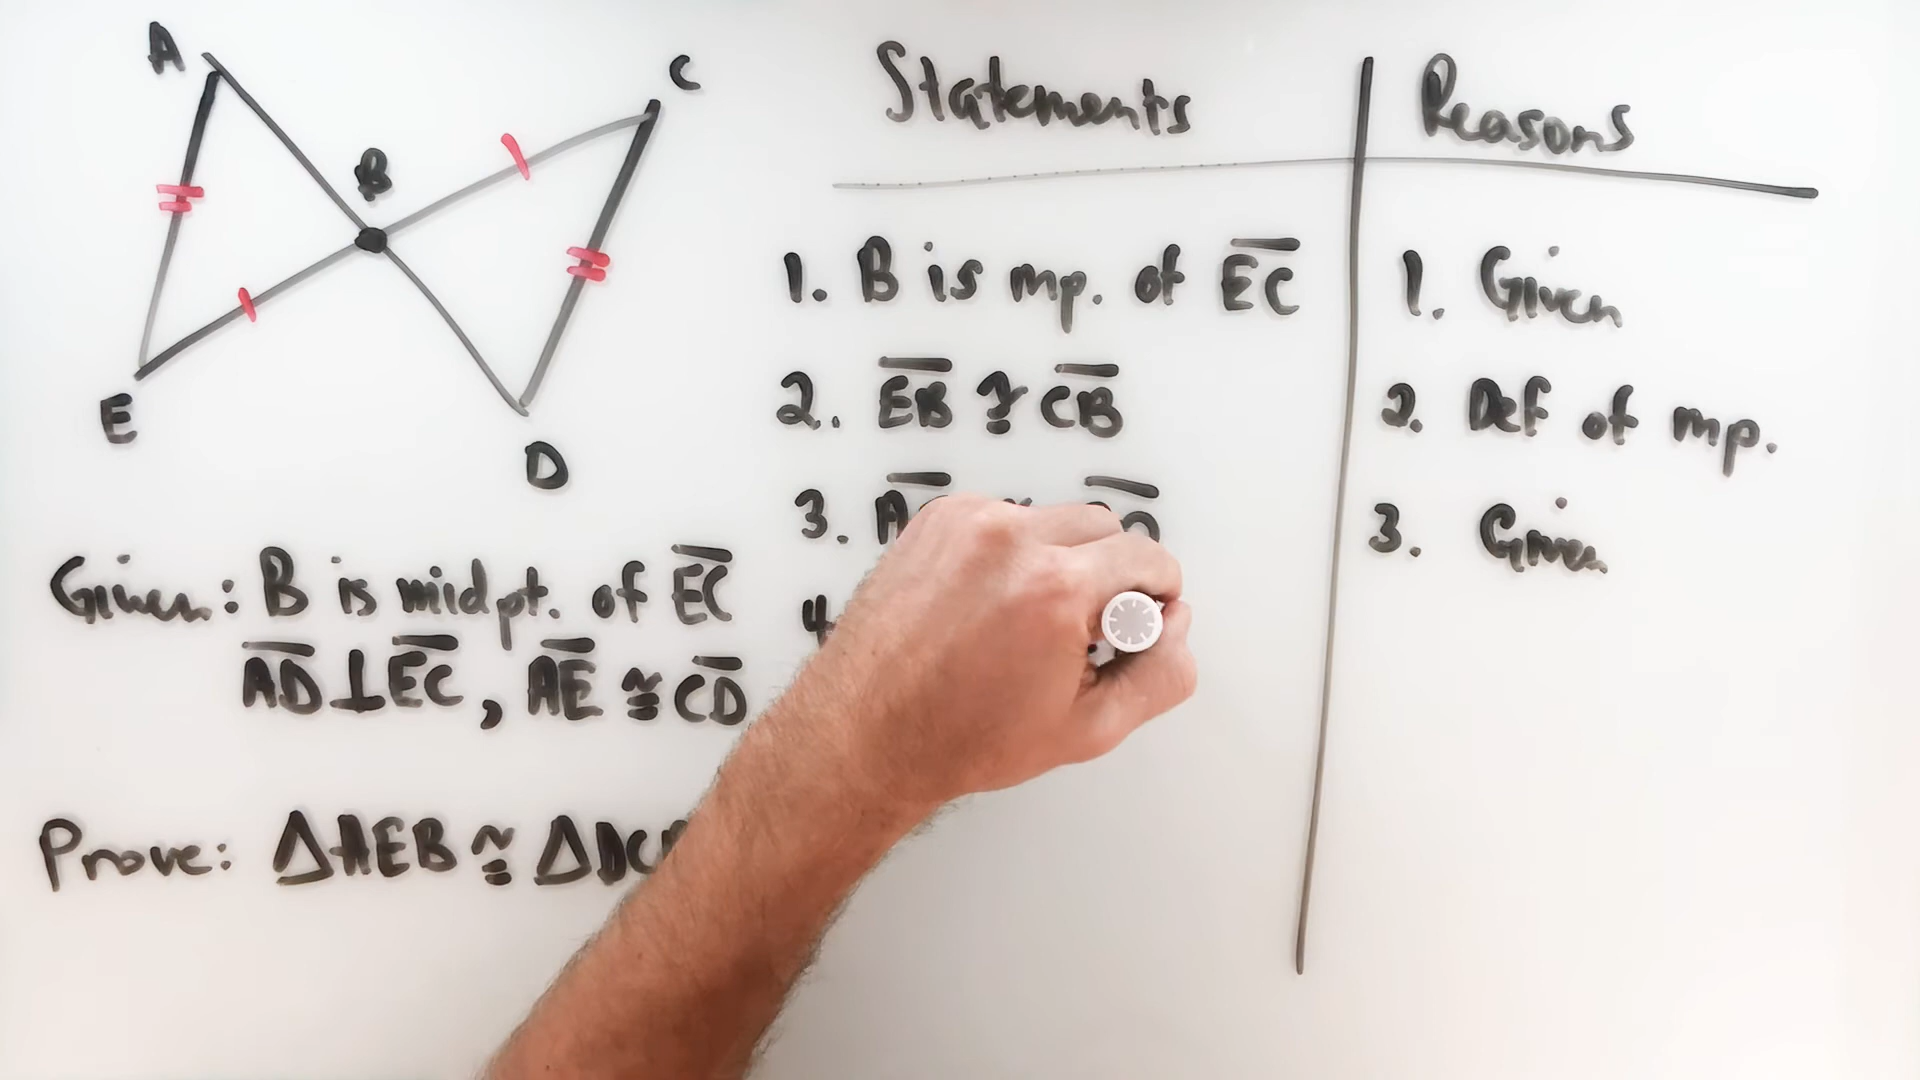 A
C
B
E
D
Given: B is midpt. of EC
AD⊥EC, AE ≅ CD
Prove: △AEB ≅
Statements
Reasons
1. B is mp. of EC
1. Given
2. EB ≅ CB
2. Def of mp.
3.
3. Given
4